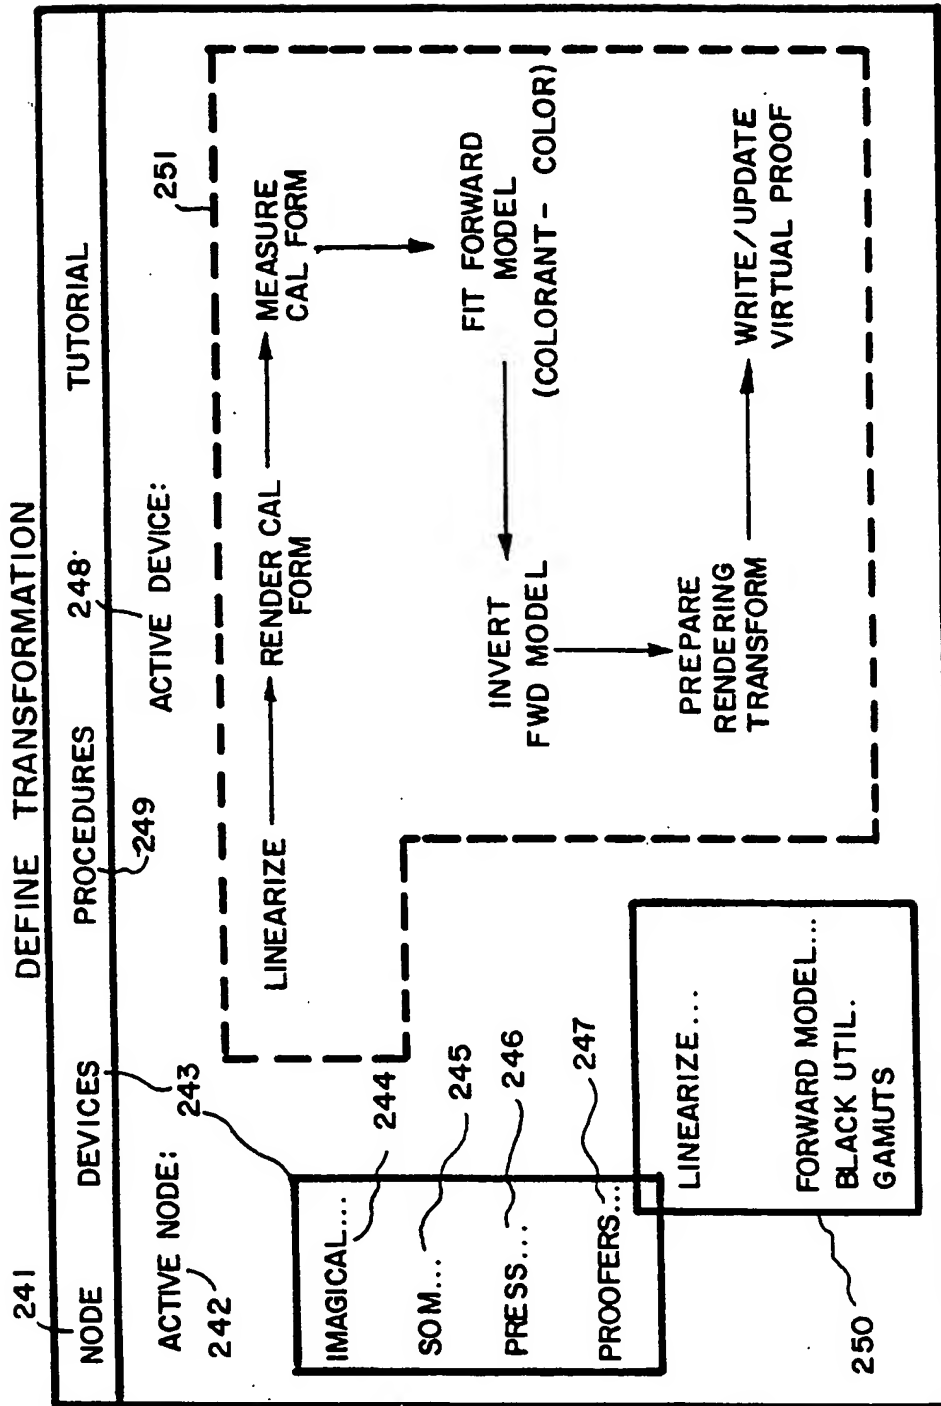 DEFINE TRANSFORMATION
241
NODE DEVICES PROCEDURES TUTORIAL
243 249 248
ACTIVE NODE: ACTIVE DEVICE:
242
251
IMAGICAL... 244
SOM... 245
PRESS... 246
PROOFERS... 247
LINEARIZE...
FORWARD MODEL...
BLACK UTIL.
GAMUTS
250
LINEARIZE
RENDER CAL
FORM
MEASURE
CAL FORM
FIT FORWARD
MODEL
(COLORANT- COLOR)
INVERT
FWD MODEL
PREPARE
RENDERING
TRANSFORM
WRITE/UPDATE
VIRTUAL PROOF